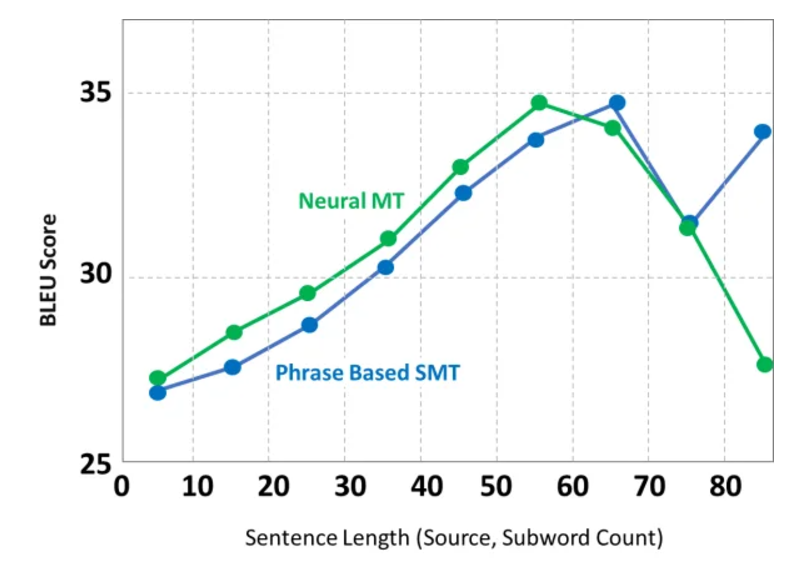 35
Neural MT
BLEU Score
30
Phrase Based SMT
25
0 10 20 30 40 50 60 70 80
Sentence Length (Source, Subword Count)